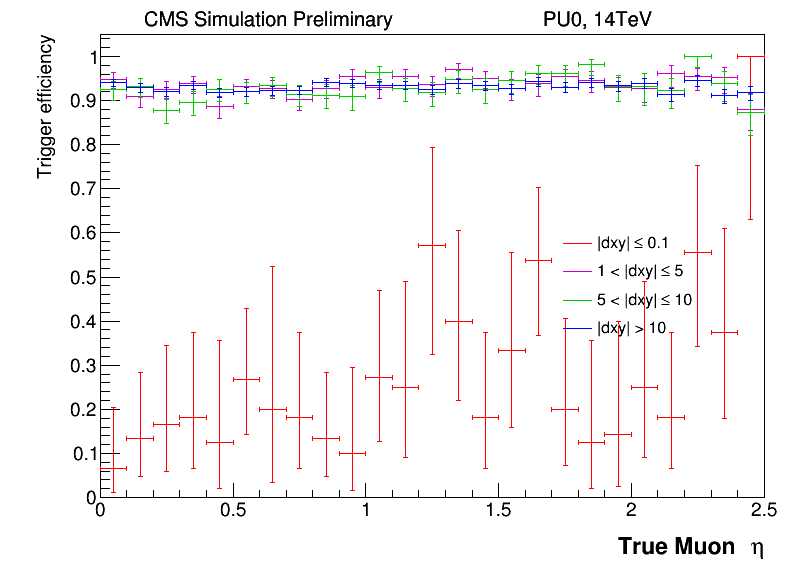 CMS Simulation Preliminary PU0, 14TeV
Trigger efficiency
1
0.9
0.8
0.7
0.6
0.5
0.4
0.3
0.2
0.1
0
|dxy| ≤ 0.1
1 < |dxy| ≤ 5
5 < |dxy| ≤ 10
|dxy| > 10
0 0.5 1 1.5 2 2.5
True Muon η